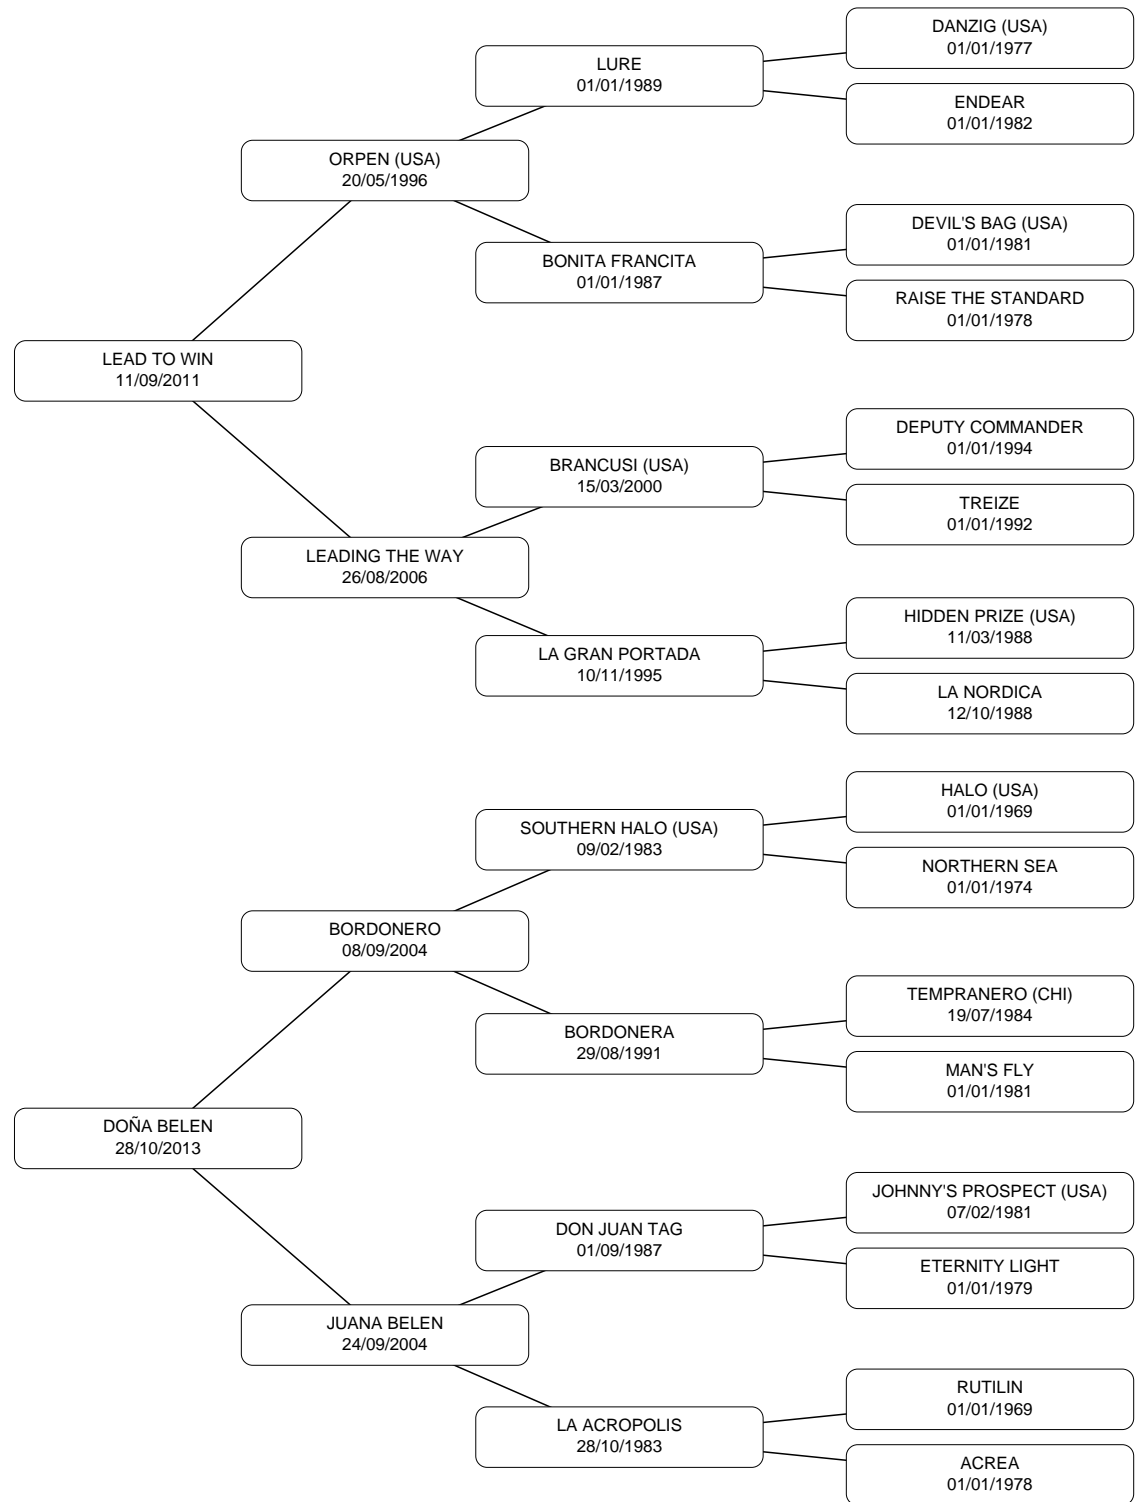 DANZIG (USA)
01/01/1977
LURE
01/01/1989
ENDEAR
01/01/1982
ORPEN (USA)
20/05/1996
DEVIL'S BAG (USA)
01/01/1981
BONITA FRANCITA
01/01/1987
RAISE THE STANDARD
01/01/1978
LEAD TO WIN
11/09/2011
DEPUTY COMMANDER
01/01/1994
BRANCUSI (USA)
15/03/2000
TREIZE
01/01/1992
LEADING THE WAY
26/08/2006
HIDDEN PRIZE (USA)
11/03/1988
LA GRAN PORTADA
10/11/1995
LA NORDICA
12/10/1988
HALO (USA)
01/01/1969
SOUTHERN HALO (USA)
09/02/1983
NORTHERN SEA
01/01/1974
BORDONERO
08/09/2004
TEMPRANERO (CHI)
19/07/1984
BORDONERA
29/08/1991
MAN'S FLY
01/01/1981
DOÑA BELEN
28/10/2013
JOHNNY'S PROSPECT (USA)
07/02/1981
DON JUAN TAG
01/09/1987
ETERNITY LIGHT
01/01/1979
JUANA BELEN
24/09/2004
RUTILIN
01/01/1969
LA ACROPOLIS
28/10/1983
ACREA
01/01/1978